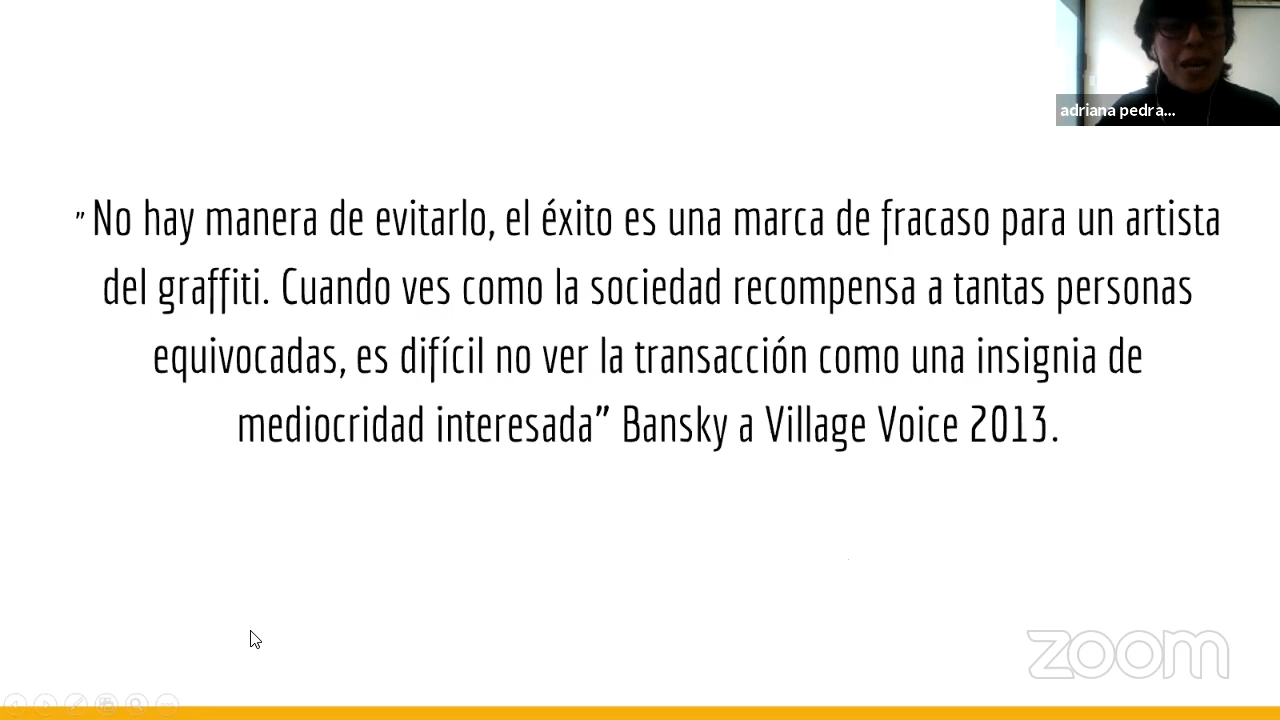 adriana pedra...
" No hay manera de evitarlo, el éxito es una marca de fracaso para un artista
del graffiti. Cuando ves como la sociedad recompensa a tantas personas
equivocadas, es difícil no ver la transacción como una insignia de
mediocridad interesada” Bansky a Village Voice 2013.
zoom